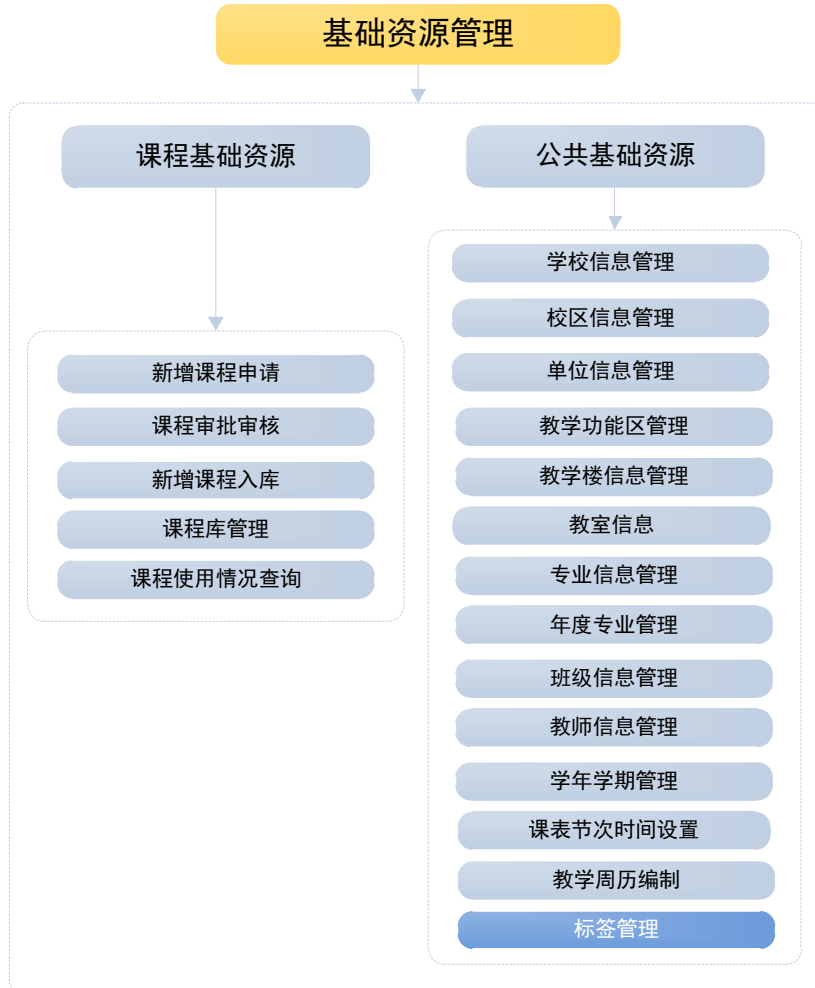 基础资源管理
课程基础资源
公共基础资源
新增课程申请
课程审批审核
新增课程入库
课程库管理
课程使用情况查询
学校信息管理
校区信息管理
单位信息管理
教学功能区管理
教学楼信息管理
教室信息
专业信息管理
年度专业管理
班级信息管理
教师信息管理
学年学期管理
课表节次时间设置
教学周历编制
标签管理